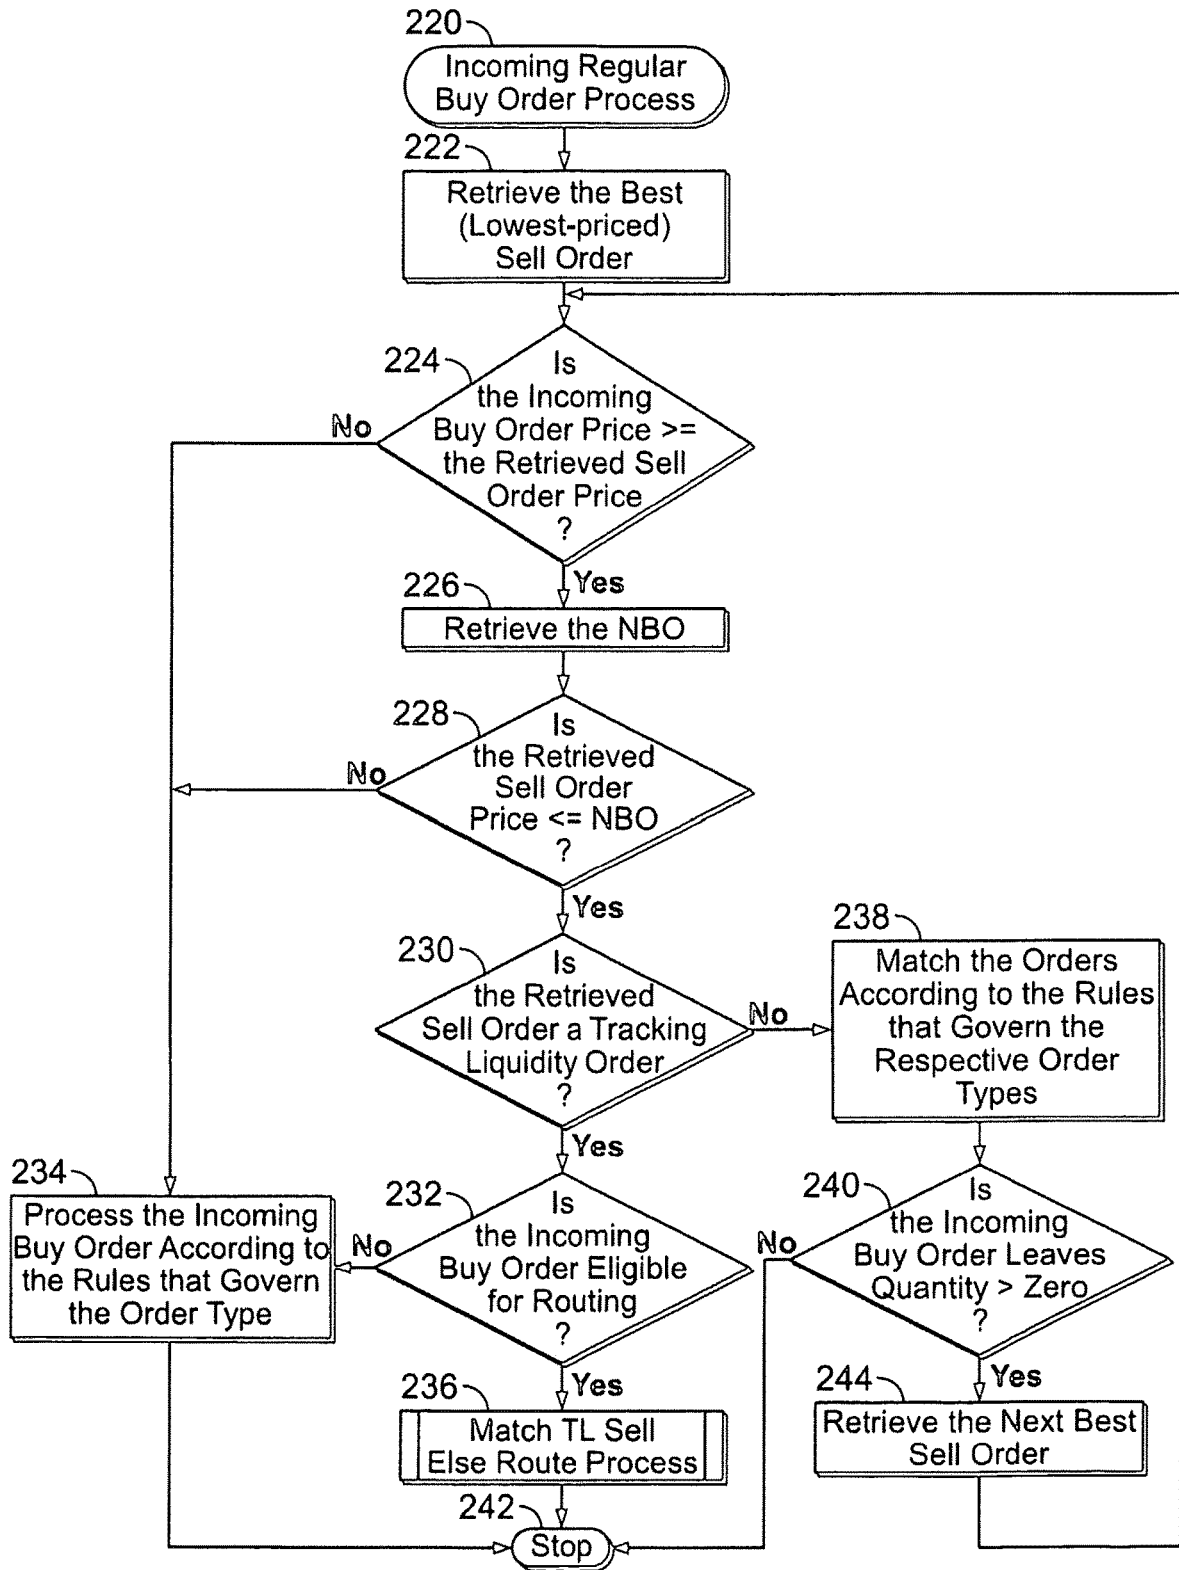 220
Incoming Regular
Buy Order Process
222
Retrieve the Best
(Lowest-priced)
Sell Order
224
Is
the Incoming
Buy Order Price >=
the Retrieved Sell
Order Price
?
No
Yes
226
Retrieve the NBO
228
Is
the Retrieved
Sell Order
Price <= NBO
?
No
Yes
230
Is
the Retrieved
Sell Order a Tracking
Liquidity Order
?
No
Yes
238
Match the Orders
According to the Rules
that Govern the
Respective Order
Types
232
Is
the Incoming
Buy Order Eligible
for Routing
?
No
Yes
234
Process the Incoming
Buy Order According to
the Rules that Govern
the Order Type
240
Is
the Incoming
Buy Order Leaves
Quantity > Zero
?
No
Yes
236
Match TL Sell
Else Route Process
244
Retrieve the Next Best
Sell Order
242
Stop